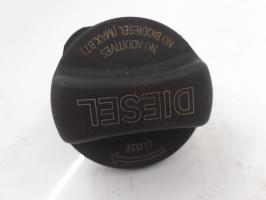 CLOSE
DIESEL
NO ADDITIVES
NO BIODIESEL (MAX.B7)